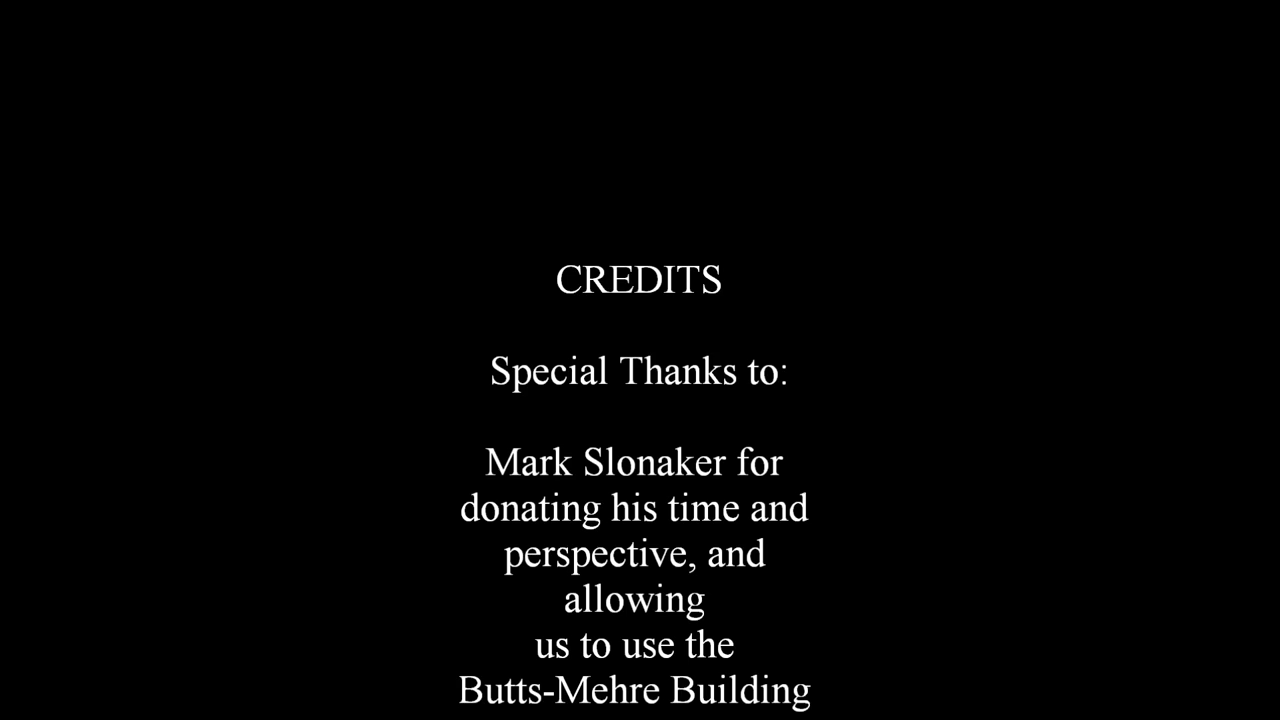 CREDITS
Special Thanks to:
Mark Slonaker for
donating his time and
perspective, and
allowing
us to use the
Butts-Mehre Building